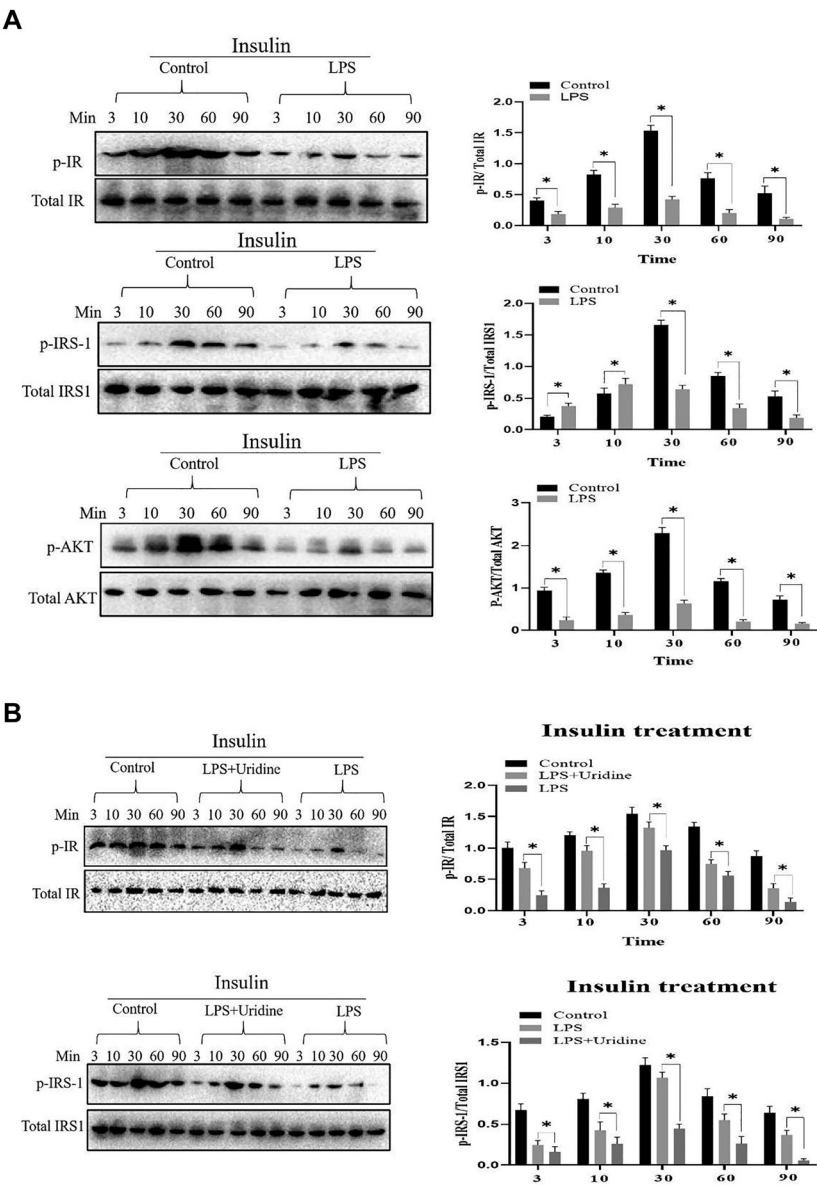 A
Insulin
Control LPS
Min 3 10 30 60 90 3 10 30 60 90
p-IR
Total IR
Control
LPS
p-IR/ Total IR
2.0
1.5
1.0
0.5
0.0
* * * * *
3 10 30 60 90
Time
Insulin
Control LPS
Min 3 10 30 60 90 3 10 30 60 90
p-IRS-1
Total IRS1
Control
LPS
p-IRS-1/Total IRS1
2.0
1.5
1.0
0.5
0.0
* * * * *
3 10 30 60 90
Time
Insulin
Control LPS
Min 3 10 30 60 90 3 10 30 60 90
p-AKT
Total AKT
Control
LPS
P-AKT/Total AKT
3
2
1
0
* * * * *
3 10 30 60 90
Time
B
Insulin
Control LPS+Uridine LPS
Min 3 10 30 60 90 3 10 30 60 90 3 10 30 60 90
p-IR
Total IR
Insulin treatment
Control
LPS+Uridine
LPS
p-IR/ Total IR
2.0
1.5
1.0
0.5
0.0
* * * * *
3 10 30 60 90
Time
Insulin
Control LPS+Uridine LPS
Min 3 10 30 60 90 3 10 30 60 90 3 10 30 60 90
p-IRS-1
Total IRS1
Insulin treatment
Control
LPS
LPS+Uridine
p-IRS-1/Total IRS1
1.5
1.0
0.5
0.0
* * * * *
3 10 30 60 90